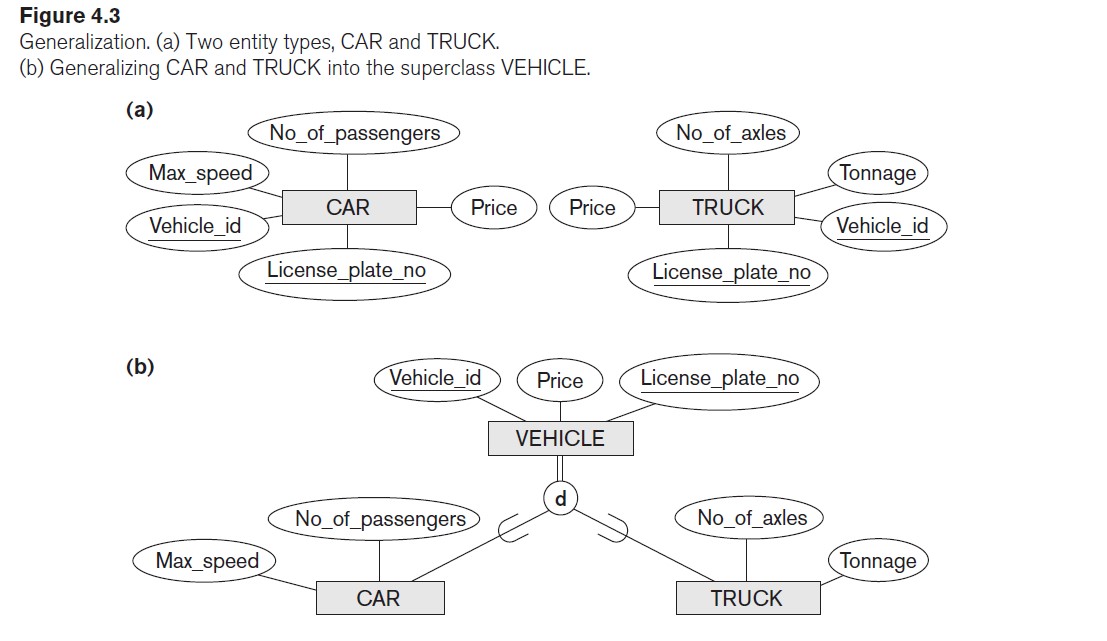 Figure 4.3
Generalization. (a) Two entity types, CAR and TRUCK.
(b) Generalizing CAR and TRUCK into the superclass VEHICLE.
(a)
No_of_passengers
No_of_axles
Max_speed
Tonnage
CAR
Price
Price
TRUCK
Vehicle_id
Vehicle_id
License_plate_no
License_plate_no
(b)
Vehicle_id
Price
License_plate_no
VEHICLE
d
No_of_passengers
No_of_axles
Max_speed
Tonnage
CAR
TRUCK